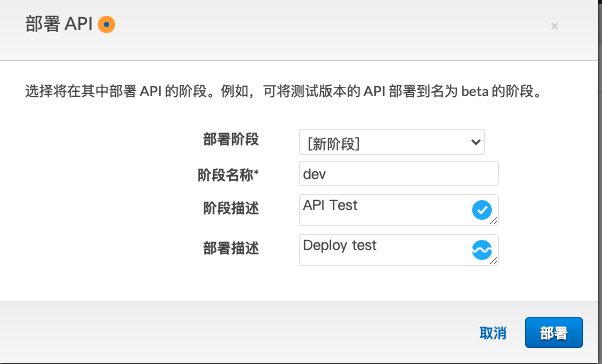 部署 API
×
选择将在其中部署 API 的阶段。例如，可将测试版本的 API 部署到名为 beta 的阶段。
部署阶段 [新阶段]
阶段名称* dev
阶段描述 API Test
部署描述 Deploy test
取消 部署